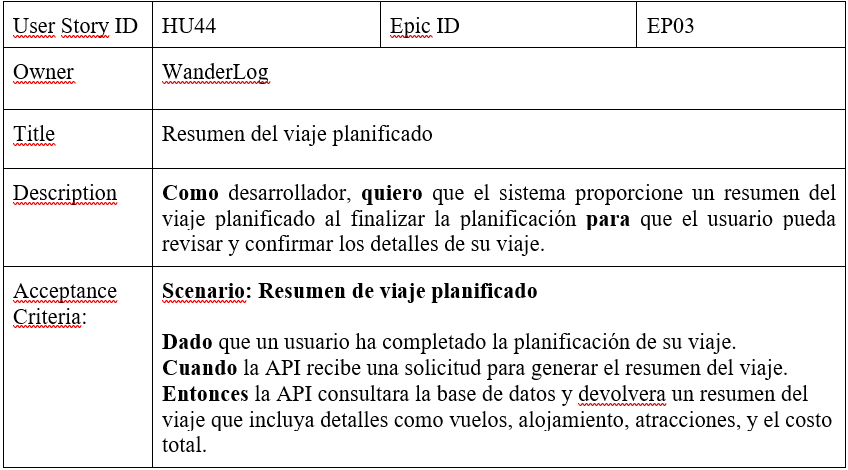 User Story ID HU44 Epic ID EP03
Owner WanderLog
Title Resumen del viaje planificado
Description Como desarrollador, quiero que el sistema proporcione un resumen del
viaje planificado al finalizar la planificación para que el usuario pueda
revisar y confirmar los detalles de su viaje.
Acceptance Scenario: Resumen de viaje planificado
Criteria:
Dado que un usuario ha completado la planificación de su viaje.
Cuando la API recibe una solicitud para generar el resumen del viaje.
Entonces la API consultara la base de datos y devolvera un resumen del
viaje que incluya detalles como vuelos, alojamiento, atracciones, y el costo
total.